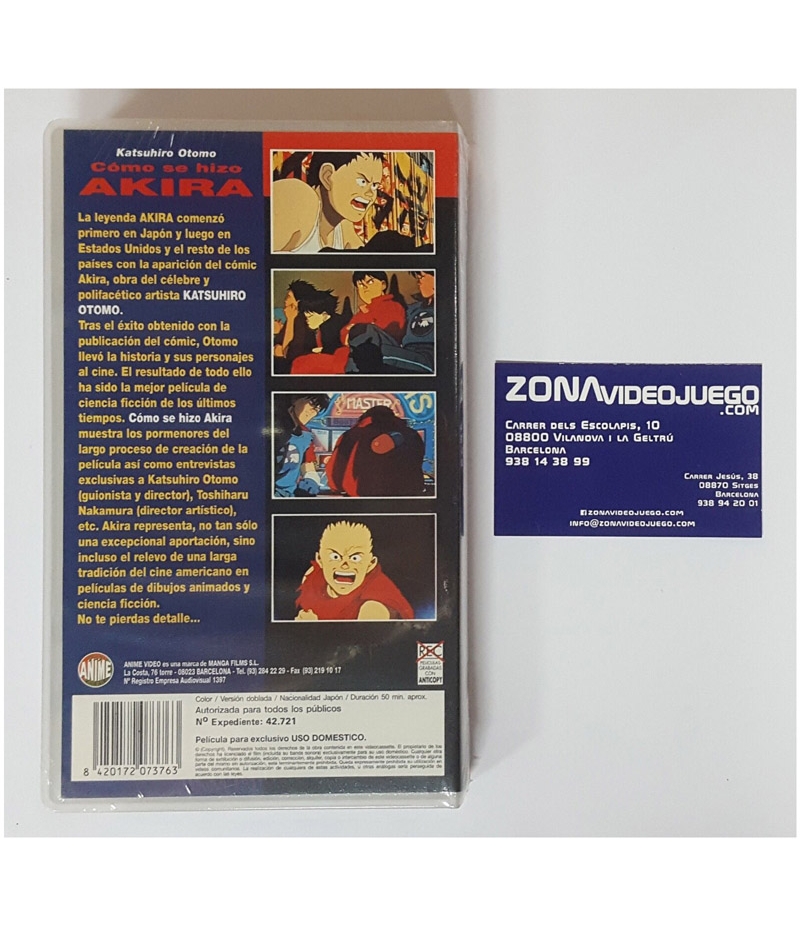 Katsuhiro Otomo
Cómo se hizo
AKIRA
La leyenda AKIRA comenzó
primero en Japón y luego en
Estados Unidos y el resto de los
países con la aparición del cómic
Akira, obra del célebre y
polifacético artista KATSUHIRO
OTOMO.
Tras el éxito obtenido con la
publicación del cómic, Otomo
llevó la historia y sus personajes
al cine. El resultado de todo ello
ha sido la mejor película de
ciencia ficción de los últimos
tiempos. Cómo se hizo Akira
muestra los pormenores del
largo proceso de creación de la
película así como entrevistas
exclusivas a Katsuhiro Otomo
(guionista y director), Toshiharu
Nakamura (director artístico),
etc. Akira representa, no tan sólo
una excepcional aportación, sino
incluso el relevo de una larga
tradición del cine americano en
películas de dibujos animados y
ciencia ficción.
No te pierdas detalle...
MASTER
ANIME
ANIME VIDEO es una marca de MANGA FILMS S.L.
La Costa, 76 torre - 08023 BARCELONA - Tel. (93) 284 22 29 - Fax (93) 219 10 17
Nº Registro Empresa Audiovisual 1397
REC
PELICULAS
GRABADAS
CON
ANTICOPY
Color / Versión doblada / Nacionalidad Japón / Duración 50 min. aprox.
Autorizada para todos los públicos
Nº Expediente: 42.721
Película para exclusivo USO DOMESTICO.
8 420172 073763
ZONAVIDEOJUEGO
.COM
CARRER DELS ESCOLAPIS, 10
08800 VILANOVA I LA GELTRÚ
BARCELONA
938 14 38 99
CARRER JESÚS, 38
08870 SITGES
BARCELONA
938 94 20 01
ZONAVIDEOJUEGO.COM
INFO@ZONAVIDEOJUEGO.COM